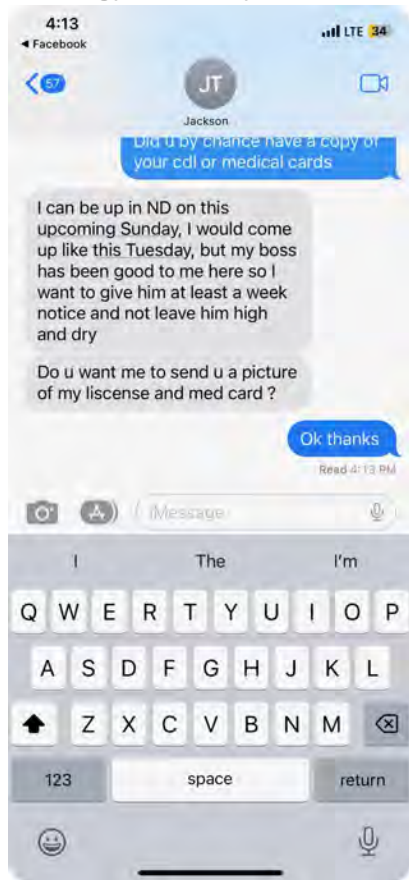 4:13
LTE 34
◄ Facebook
57
JT
Jackson
Did u by chance have a copy of
your cdl or medical cards
I can be up in ND on this
upcoming Sunday, I would come
up like this Tuesday, but my boss
has been good to me here so I
want to give him at least a week
notice and not leave him high
and dry
Do u want me to send u a picture
of my liscense and med card ?
Ok thanks
Read 4:13 PM
iMessage
I The I'm
Q W E R T Y U I O P
A S D F G H J K L
Z X C V B N M
123 space return